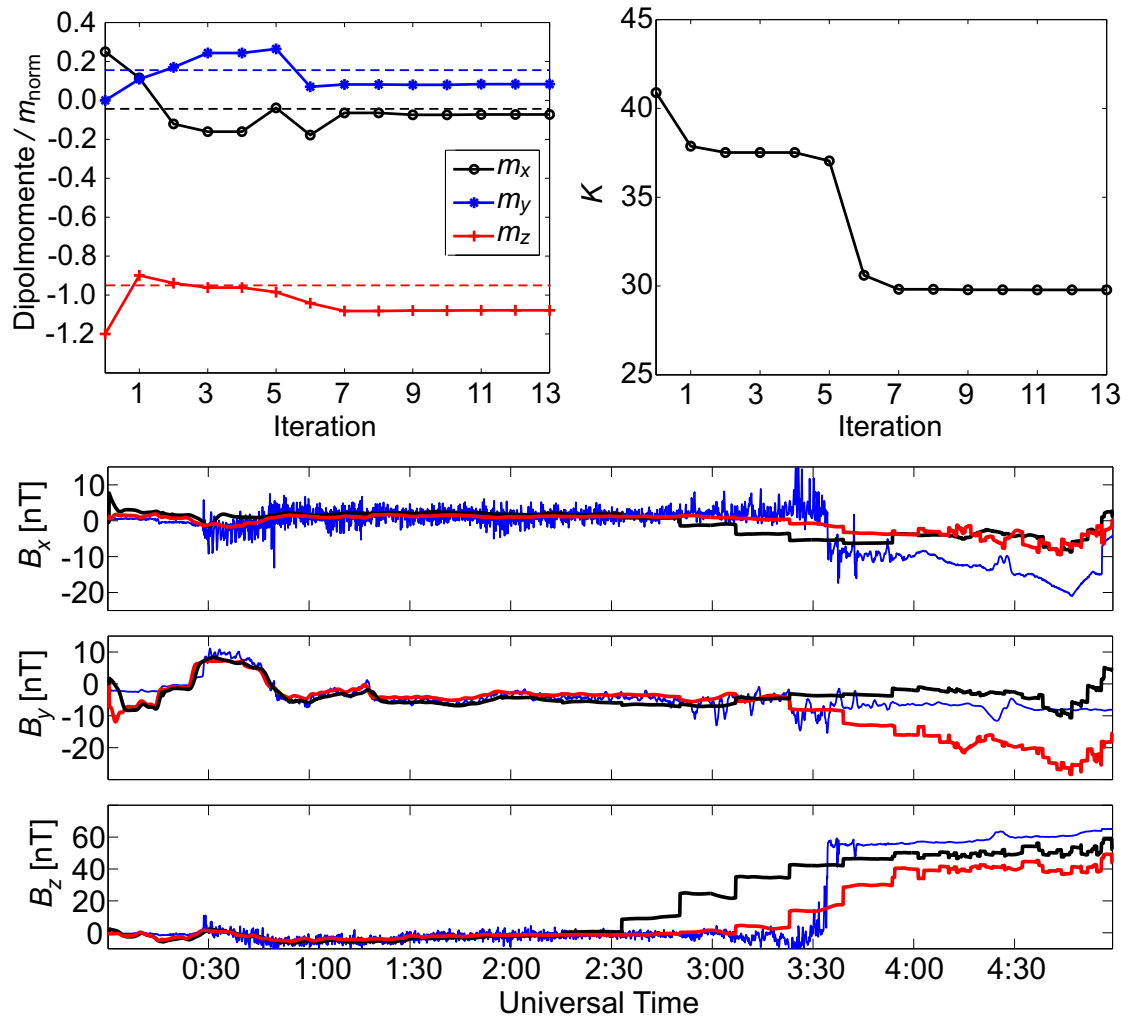 0.4
0.2
0.0
-0.2
-0.4
-0.6
-0.8
-1.0
-1.2
Dipolmomente / m_norm
m_x
m_y
m_z
1 3 5 7 9 11 13
Iteration
45
40
35
30
25
K
1 3 5 7 9 11 13
Iteration
10
0
-10
-20
B_x [nT]
10
0
-10
-20
B_y [nT]
60
40
20
0
B_z [nT]
0:30 1:00 1:30 2:00 2:30 3:00 3:30 4:00 4:30
Universal Time